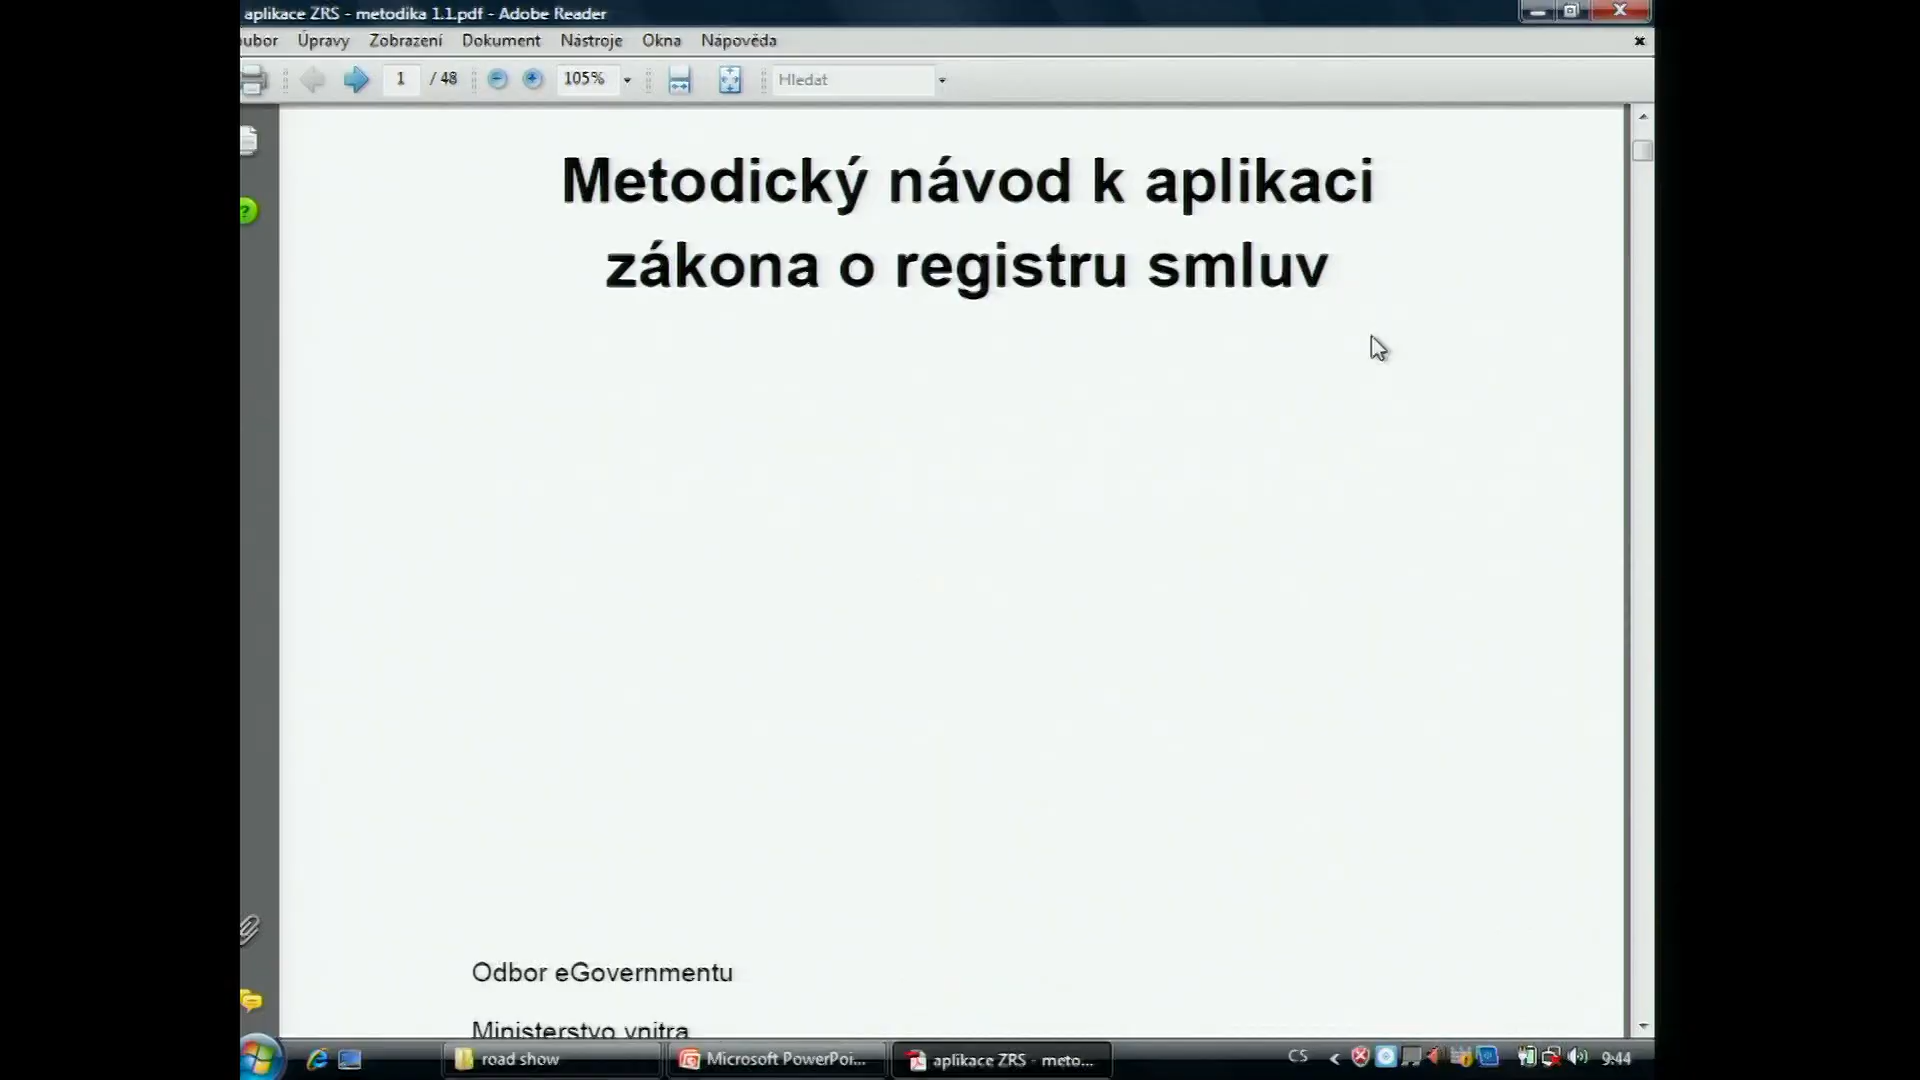 aplikace ZRS - metodika 1.1.pdf - Adobe Reader
oubor Úpravy Zobrazení Dokument Nástroje Okna Nápověda
1 / 48 105% Hledat
Metodický návod k aplikaci
zákona o registru smluv
Odbor eGovernmentu
Ministerstvo vnitra
road show Microsoft PowerPoi... aplikace ZRS - meto... CS 9:44